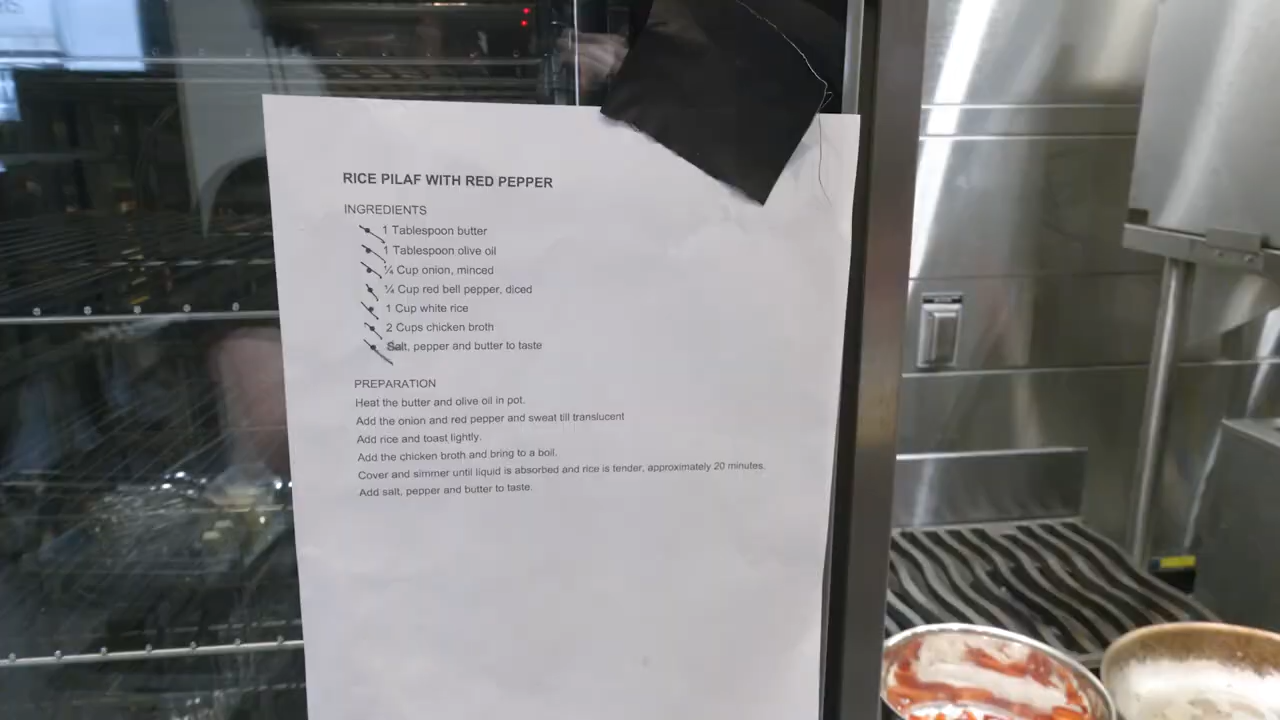 RICE PILAF WITH RED PEPPER
INGREDIENTS
1 Tablespoon butter
1 Tablespoon olive oil
¼ Cup onion, minced
¼ Cup red bell pepper, diced
1 Cup white rice
2 Cups chicken broth
Salt, pepper and butter to taste
PREPARATION
Heat the butter and olive oil in pot.
Add the onion and red pepper and sweat till translucent
Add rice and toast lightly.
Add the chicken broth and bring to a boil.
Cover and simmer until liquid is absorbed and rice is tender, approximately 20 minutes.
Add salt, pepper and butter to taste.